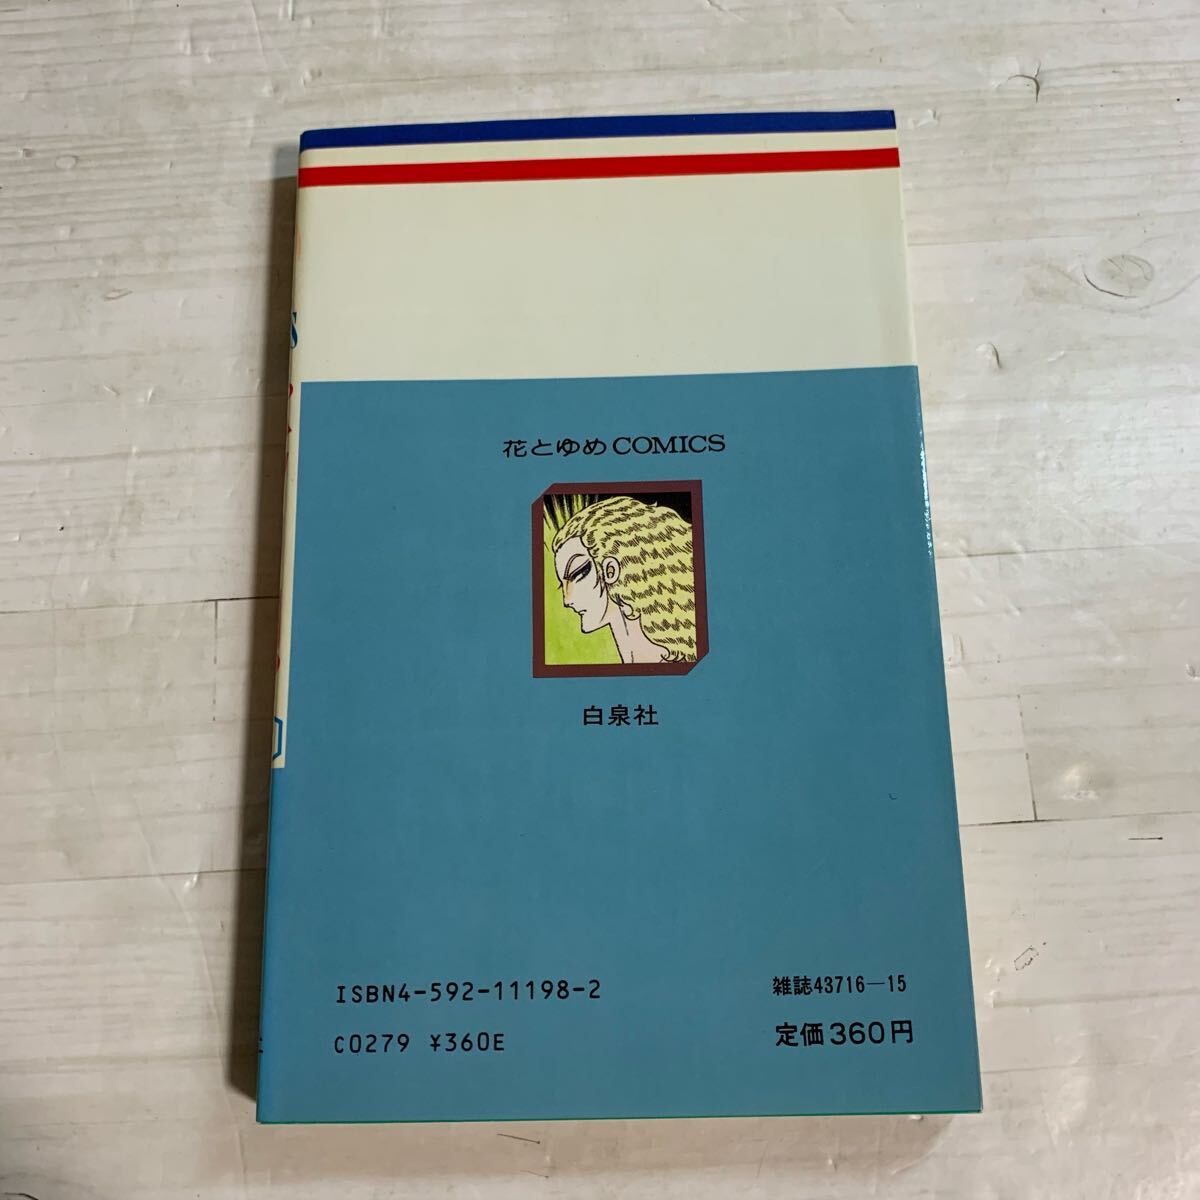 花とゆめCOMICS
白泉社
ISBN4-592-11198-2
雑誌43716-15
C0279 ¥360E
定価360円